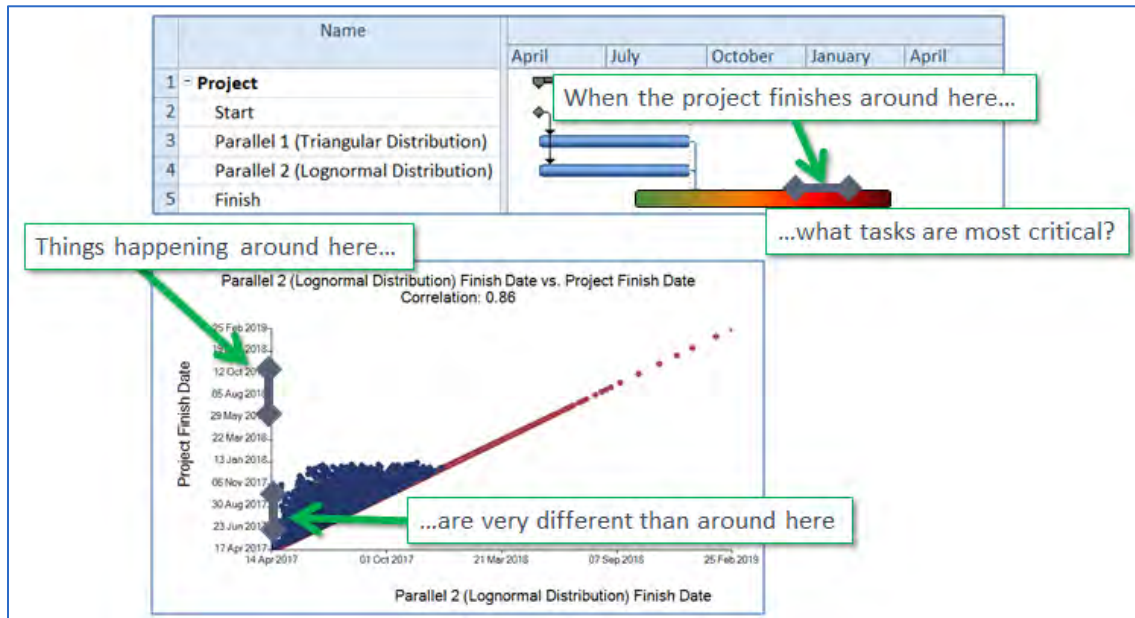 Name
April July October January April
1 Project
2 Start
3 Parallel 1 (Triangular Distribution)
4 Parallel 2 (Lognormal Distribution)
5 Finish
When the project finishes around here...
...what tasks are most critical?
Things happening around here...
Parallel 2 (Lognormal Distribution) Finish Date vs. Project Finish Date
Correlation: 0.86
Project Finish Date
25 Feb 2019
2018
12 Oct
05 Aug 2018
29 May
22 Mar 2018
13 Jan 2018
06 Nov 2017
30 Aug 2017
23 Jun 2017
17 Apr 2017
...are very different than around here
14 Apr 2017 01 Oct 2017 21 Mar 2018 07 Sep 2018 25 Feb 2019
Parallel 2 (Lognormal Distribution) Finish Date